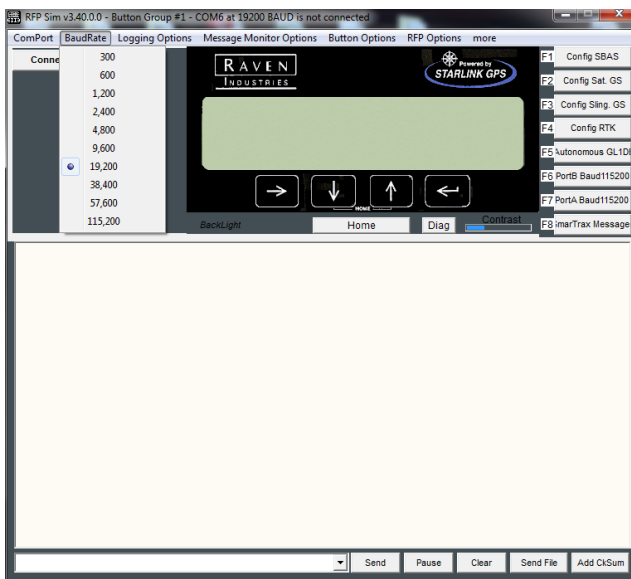 RFP Sim v3.40.0.0 - Button Group #1 - COM6 at 19200 BAUD is not connected
ComPort BaudRate Logging Options Message Monitor Options Button Options RFP Options more
Conne
300
600
1,200
2,400
4,800
9,600
19,200
38,400
57,600
115,200
RAVEN
INDUSTRIES
Powered by
STARLINK GPS
HOME
BackLight
Home
Diag
Contrast
F1 Config SBAS
F2 Config Sat. GS
F3 Config Sling. GS
F4 Config RTK
F5 Autonomous GL1DE
F6 PortB Baud115200
F7 PortA Baud115200
F8 SmarTrax Message
Send Pause Clear Send File Add CkSum